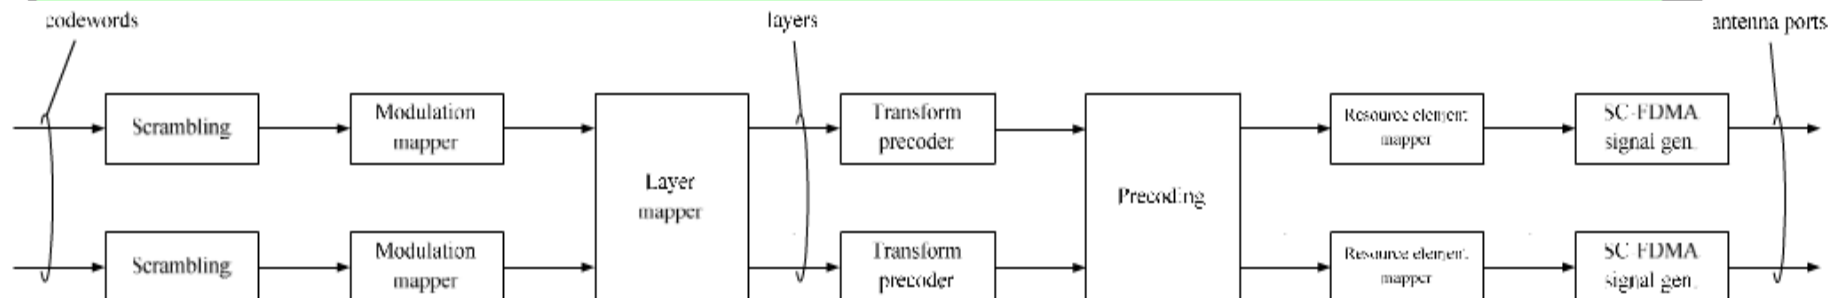 codewords
layers
antenna ports
Scrambling
Modulation
mapper
Layer
mapper
Transform
precoder
Precoding
Resource element
mapper
SC-FDMA
signal gen.
Scrambling
Modulation
mapper
Transform
precoder
Resource element
mapper
SC-FDMA
signal gen.